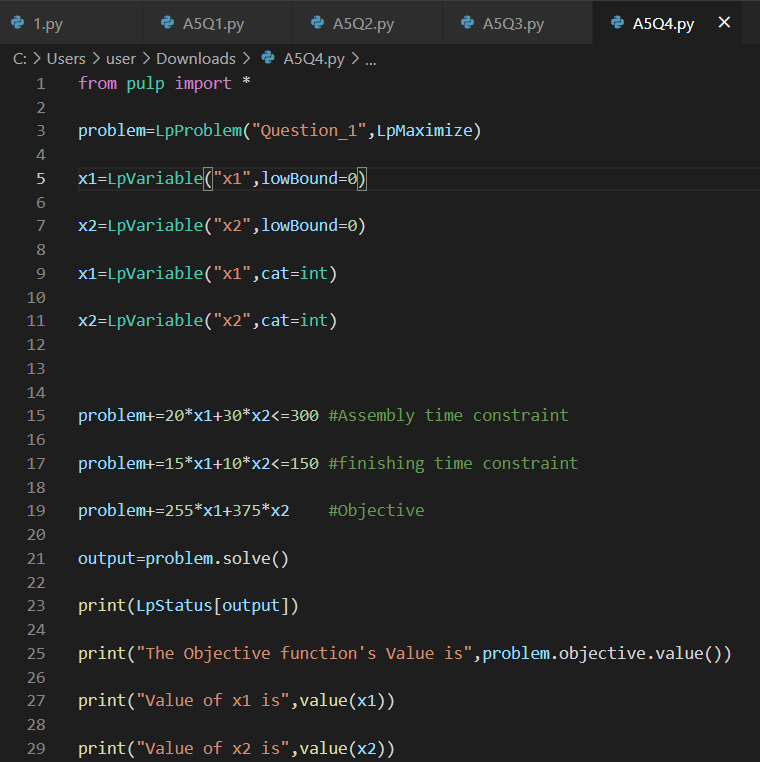 1.py A5Q1.py A5Q2.py A5Q3.py A5Q4.py ×
C: > Users > user > Downloads > A5Q4.py > ...
1 from pulp import *
2
3 problem=LpProblem("Question_1",LpMaximize)
4
5 x1=LpVariable("x1",lowBound=0)
6
7 x2=LpVariable("x2",lowBound=0)
8
9 x1=LpVariable("x1",cat=int)
10
11 x2=LpVariable("x2",cat=int)
12
13
14
15 problem+=20*x1+30*x2<=300 #Assembly time constraint
16
17 problem+=15*x1+10*x2<=150 #finishing time constraint
18
19 problem+=255*x1+375*x2    #Objective
20
21 output=problem.solve()
22
23 print(LpStatus[output])
24
25 print("The Objective function's Value is",problem.objective.value())
26
27 print("Value of x1 is",value(x1))
28
29 print("Value of x2 is",value(x2))